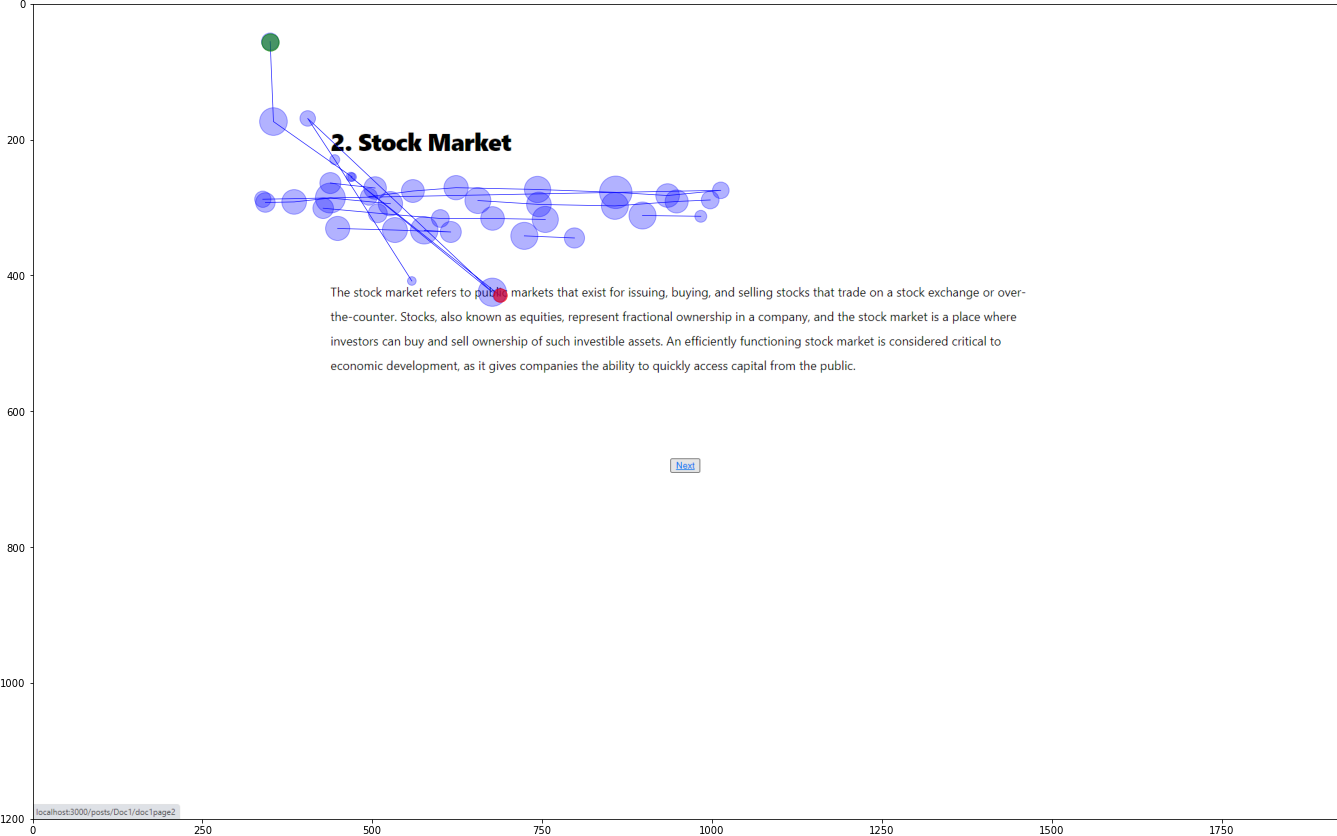 0
200
2. Stock Market
400
The stock market refers to public markets that exist for issuing, buying, and selling stocks that trade on a stock exchange or over-
the-counter. Stocks, also known as equities, represent fractional ownership in a company, and the stock market is a place where
investors can buy and sell ownership of such investible assets. An efficiently functioning stock market is considered critical to
economic development, as it gives companies the ability to quickly access capital from the public.
600
Next
800
1000
localhost:3000/posts/Doc1/doc1page2
1200
0 250 500 750 1000 1250 1500 1750